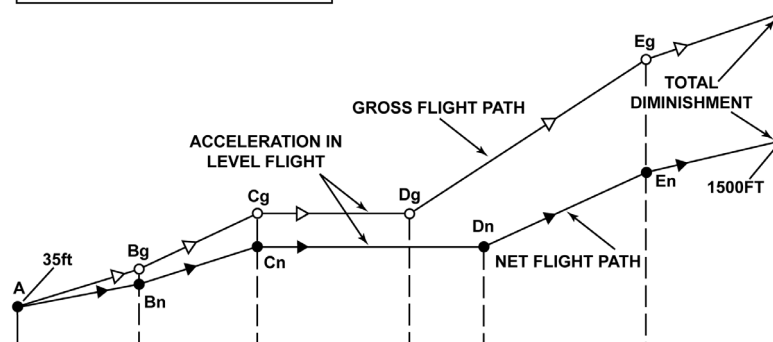 Eg
TOTAL
DIMINISHMENT
GROSS FLIGHT PATH
ACCELERATION IN
LEVEL FLIGHT
En
1500FT
Cg
Dg
Dn
35ft
Bg
Cn
NET FLIGHT PATH
A
Bn